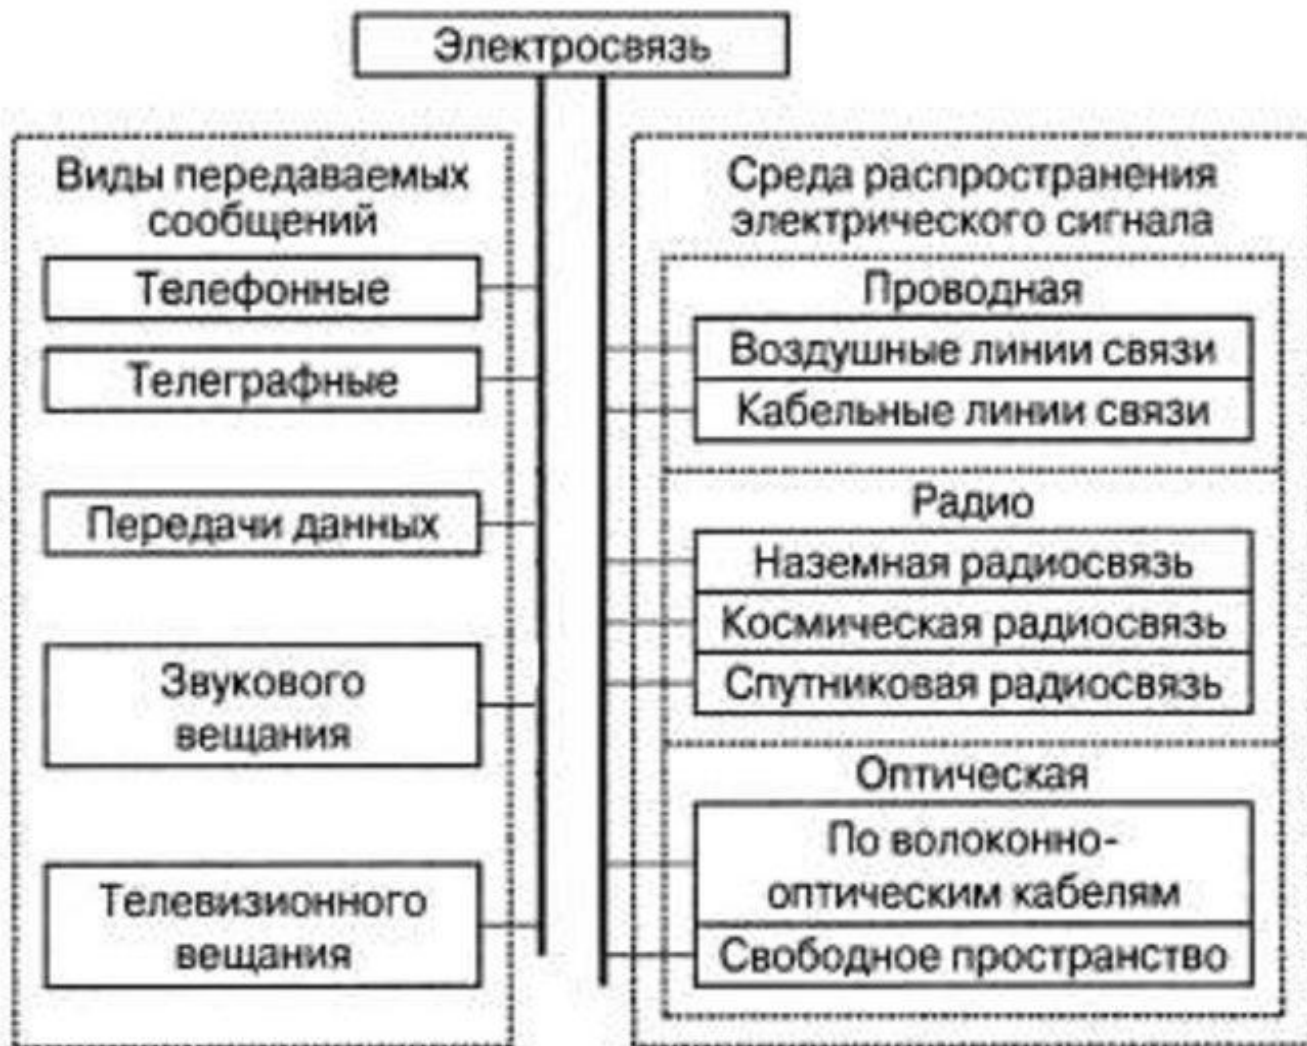 Электросвязь
Виды передаваемых
сообщений
Телефонные
Телеграфные
Передачи данных
Звукового
вещания
Телевизионного
вещания
Среда распространения
электрического сигнала
Проводная
Воздушные линии связи
Кабельные линии связи
Радио
Наземная радиосвязь
Космическая радиосвязь
Спутниковая радиосвязь
Оптическая
По волоконно-
оптическим кабелям
Свободное пространство